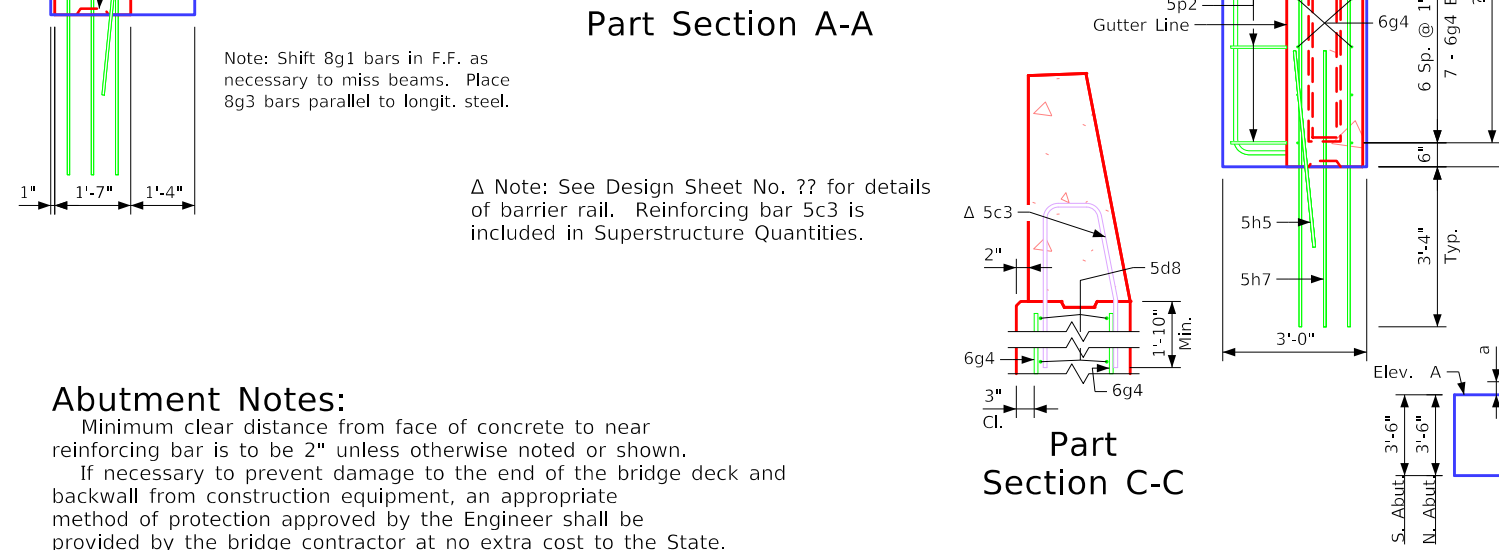 Part Section A-A
Note: Shift 8g1 bars in F.F. as
necessary to miss beams. Place
8g3 bars parallel to longit. steel.
1"
1'-7"
1'-4"
Δ Note: See Design Sheet No. ?? for details
of barrier rail. Reinforcing bar 5c3 is
included in Superstructure Quantities.
Δ 5c3
2"
5d8
1'-10"
Min.
6g4
6g4
3"
Cl.
Part
Section C-C
5p2
Gutter Line
6g4
6 Sp. @ 1'
7 - 6g4
6"
5h5
5h7
3'-4"
Typ.
3'-0"
Elev. A
a
3'-6"
3'-6"
S. Abut.
N. Abut.
Abutment Notes:
Minimum clear distance from face of concrete to near
reinforcing bar is to be 2" unless otherwise noted or shown.
If necessary to prevent damage to the end of the bridge deck and
backwall from construction equipment, an appropriate
method of protection approved by the Engineer shall be
provided by the bridge contractor at no extra cost to the State.